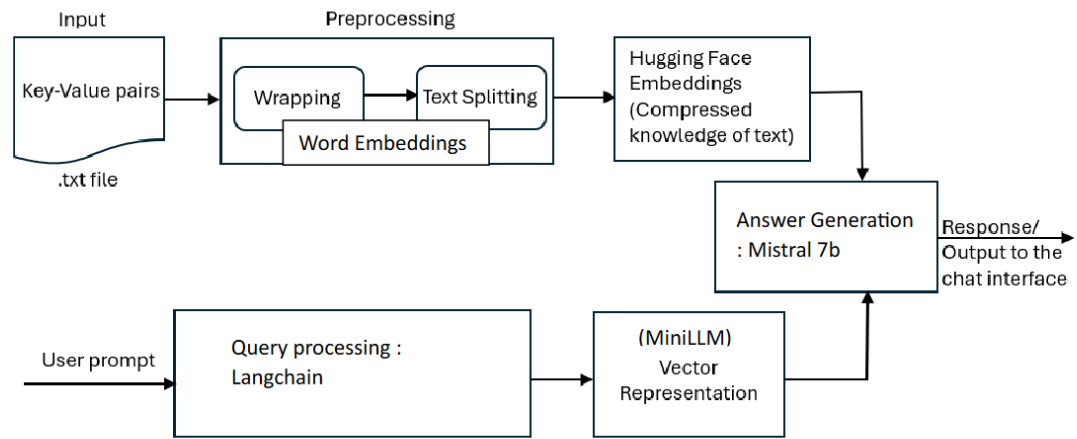 Input
Preprocessing
Key-Value pairs
Wrapping
Text Splitting
Word Embeddings
.txt file
Hugging Face
Embeddings
(Compressed
knowledge of text)
Answer Generation
: Mistral 7b
Response/
Output to the
chat interface
User prompt
Query processing :
Langchain
(MiniLLM)
Vector
Representation